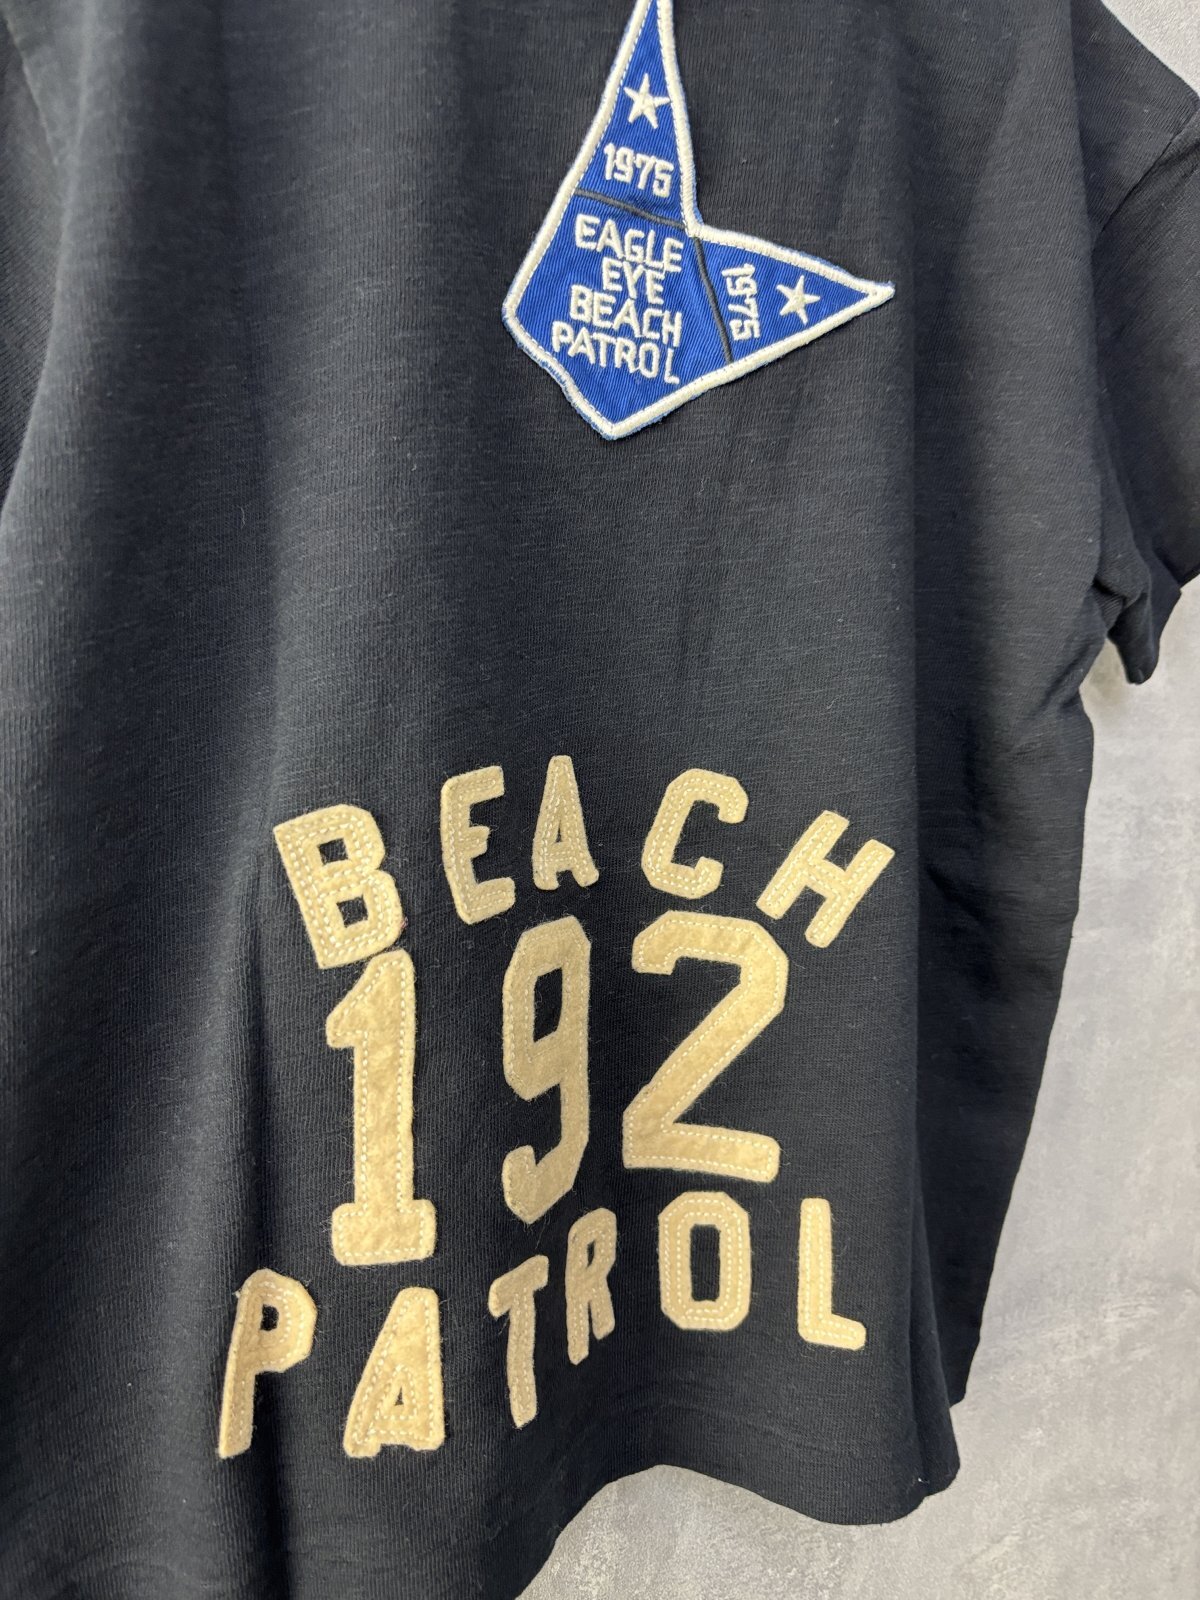 1975
EAGLE
EYE
BEACH
PATROL
1975
BEACH
192
PATROL